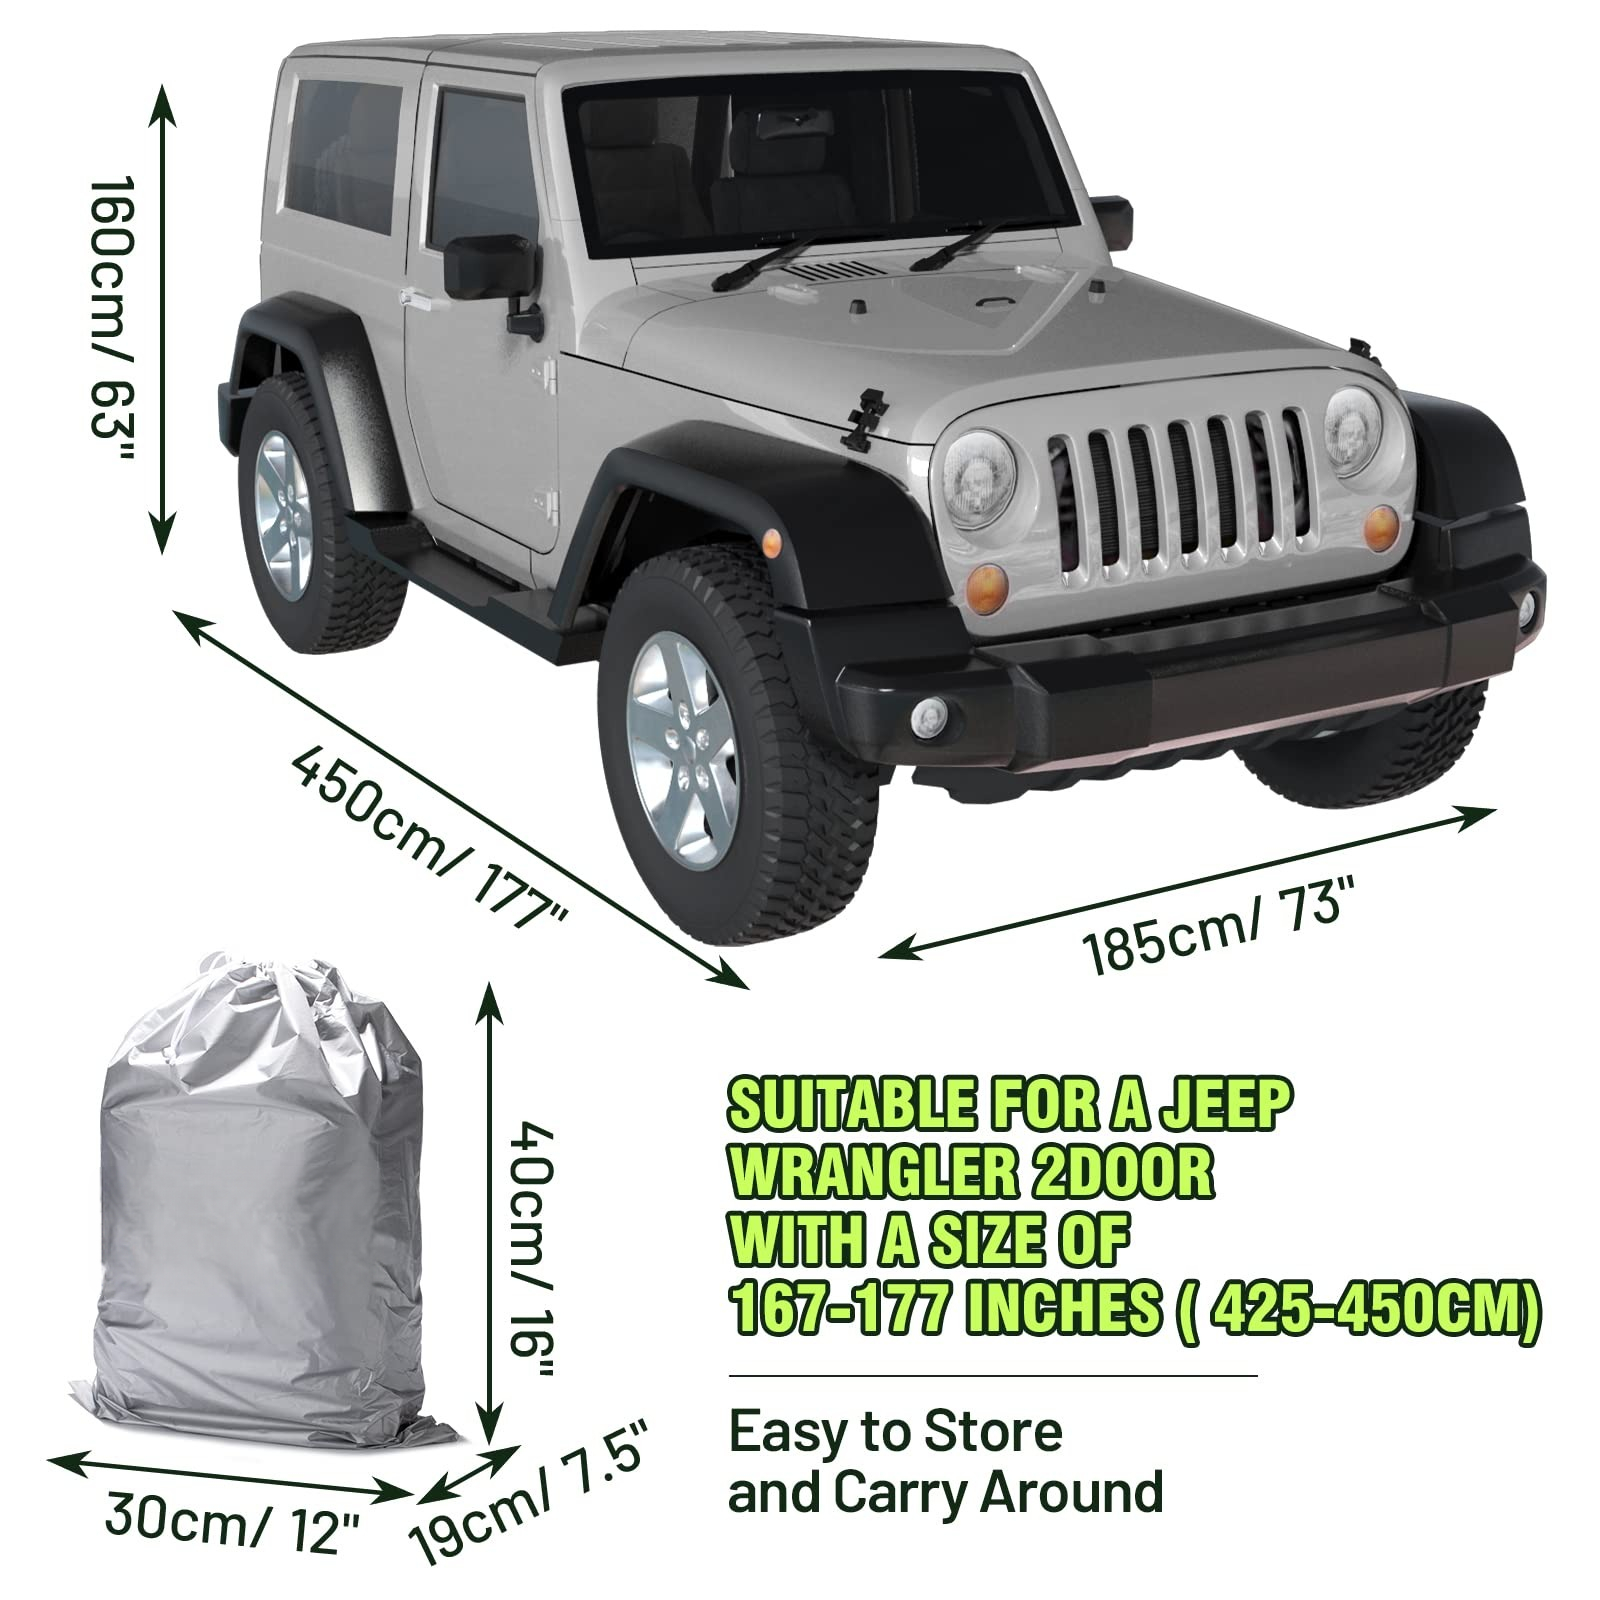 160cm/ 63"
450cm/ 177"
185cm/ 73"
40cm/ 16"
30cm/ 12"
19cm/ 7.5"
SUITABLE FOR A JEEP
WRANGLER 2DOOR
WITH A SIZE OF
167-177 INCHES ( 425-450CM)
Easy to Store
and Carry Around